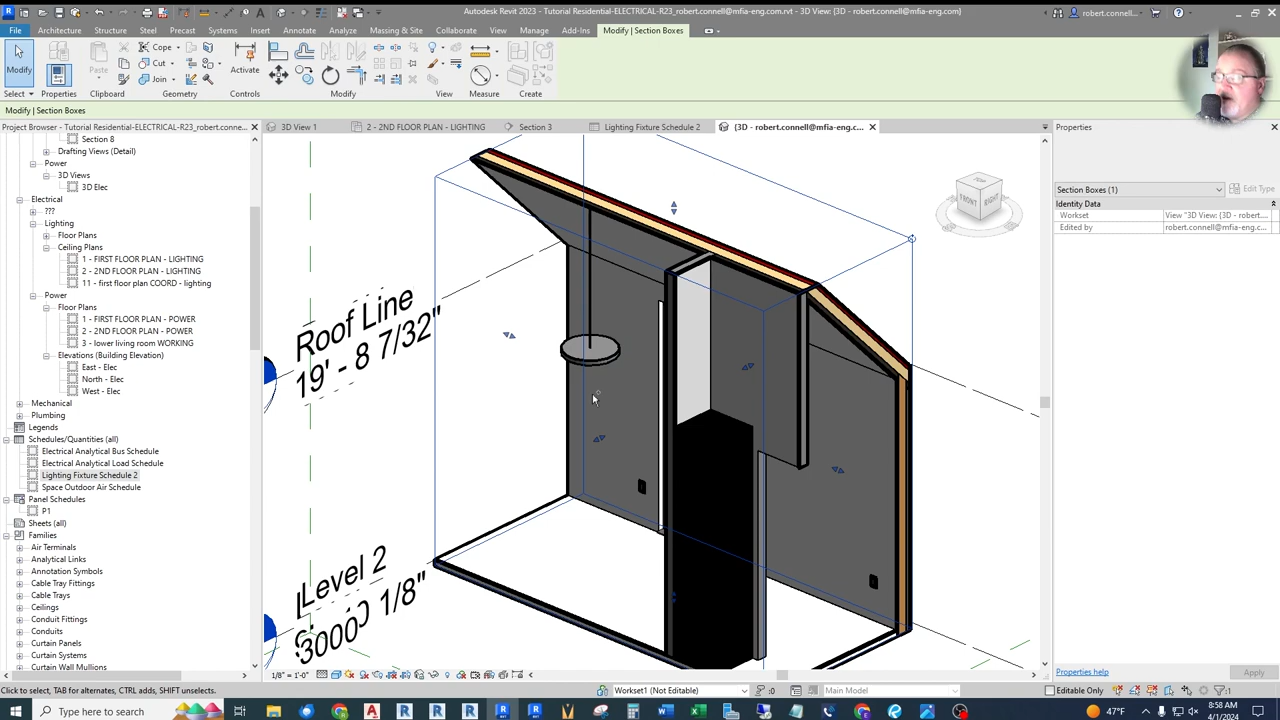 Autodesk Revit 2023 - Tutorial Residential-ELECTRICAL-R23_robert.connell@mfia-eng.com.rvt - 3D View: {3D - robert.connell@mfia-eng.com}
robert.connell...
File Architecture Structure Steel Precast Systems Insert Annotate Analyze Massing & Site Collaborate View Manage Add-Ins Modify | Section Boxes
Modify
Paste
Cope
Cut
Join
Activate
Select Properties Clipboard Geometry Controls Modify View Measure Create
Modify | Section Boxes
Project Browser - Tutorial Residential-ELECTRICAL-R23_robert.conne...
3D View 1
2 - 2ND FLOOR PLAN - LIGHTING
Section 3
Lighting Fixture Schedule 2
{3D - robert.connell@mfia-eng.c...
Properties
Section 8
Drafting Views (Detail)
Power
3D Views
3D Elec
Electrical
???
Lighting
Floor Plans
Ceiling Plans
1 - FIRST FLOOR PLAN - LIGHTING
2 - 2ND FLOOR PLAN - LIGHTING
11 - first floor plan COORD - lighting
Power
Floor Plans
1 - FIRST FLOOR PLAN - POWER
2 - 2ND FLOOR PLAN - POWER
3 - lower living room WORKING
Elevations (Building Elevation)
East - Elec
North - Elec
West - Elec
Mechanical
Plumbing
Legends
Schedules/Quantities (all)
Electrical Analytical Bus Schedule
Electrical Analytical Load Schedule
Lighting Fixture Schedule 2
Space Outdoor Air Schedule
Panel Schedules
P1
Sheets (all)
Families
Air Terminals
Analytical Links
Annotation Symbols
Cable Tray Fittings
Cable Trays
Ceilings
Conduit Fittings
Conduits
Curtain Panels
Curtain Systems
Curtain Wall Mullions
Roof Line
19' - 8 7/32"
Level 2
TOP
FRONT
RIGHT
Section Boxes (1)
Edit Type
Identity Data
Workset View "3D View: {3D - robert...
Edited by robert.connell@mfia-eng.c...
Properties help
Apply
1/8" = 1'-0"
Click to select, TAB for alternates, CTRL adds, SHIFT unselects.
Workset1 (Not Editable)
:0
Main Model
Editable Only
:1
Type here to search
47°F
8:58 AM
4/1/2024